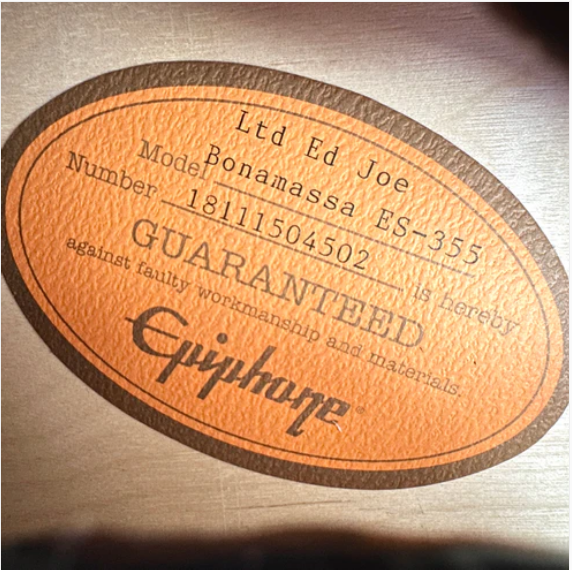 Ltd Ed Joe
Model Bonamassa ES-355
Number 18111504502 is hereby
GUARANTEED
against faulty workmanship and materials.
Epiphone®